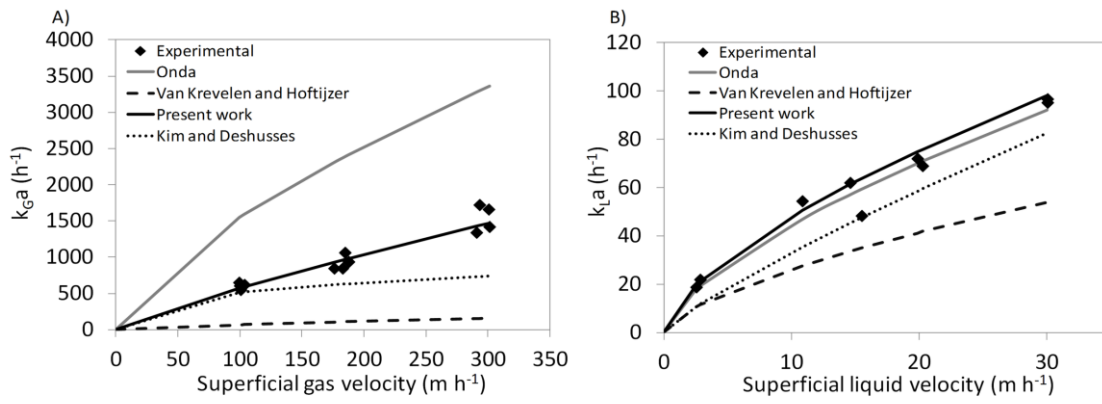 A)
4000
3500
3000
2500
2000
1500
1000
500
0
k_Ga (h⁻¹)
Experimental
Onda
Van Krevelen and Hoftijzer
Present work
Kim and Deshusses
0 50 100 150 200 250 300 350
Superficial gas velocity (m h⁻¹)
B)
120
100
80
60
40
20
0
k_La (h⁻¹)
Experimental
Onda
Van Krevelen and Hoftijzer
Present work
Kim and Deshusses
0 10 20 30
Superficial liquid velocity (m h⁻¹)